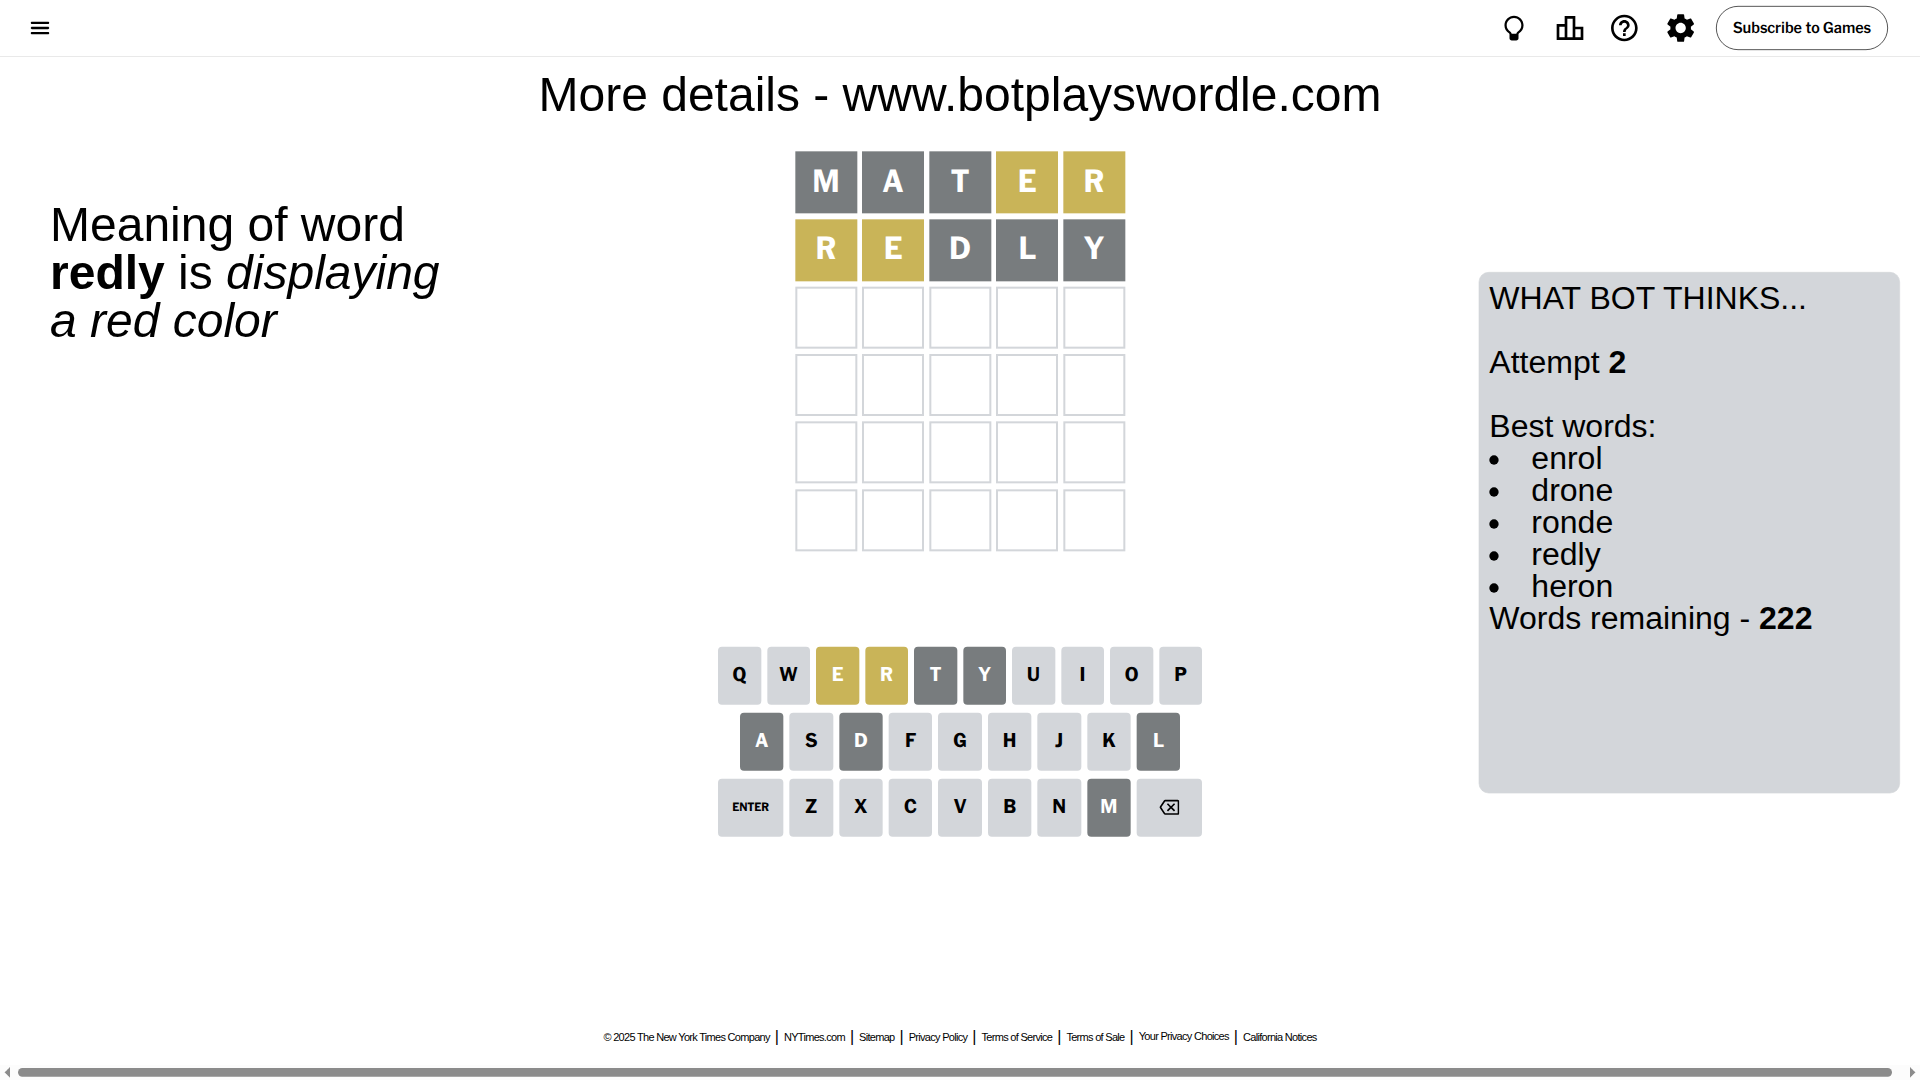 Subscribe to Games
More details - www.botplayswordle.com
Meaning of word
redly is displaying
a red color
M A T E R
R E D L Y
WHAT BOT THINKS...
Attempt 2
Best words:
• enrol
• drone
• ronde
• redly
• heron
Words remaining - 222
Q W E R T Y U I O P
A S D F G H J K L
ENTER Z X C V B N M
© 2025 The New York Times Company | NYTimes.com | Sitemap | Privacy Policy | Terms of Service | Terms of Sale | Your Privacy Choices | California Notices